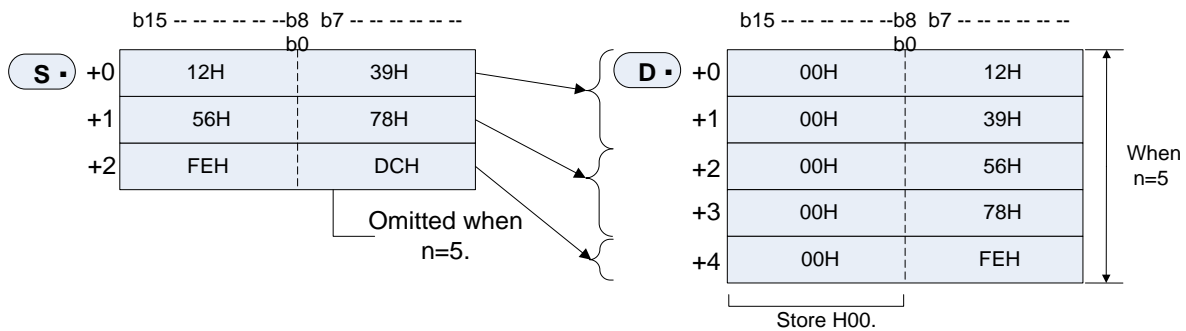 b15 -- -- -- -- -- --b8 b7 -- -- -- -- -- --
b0
S ▪ +0 12H 39H
+1 56H 78H
+2 FEH DCH
Omitted when
n=5.
b15 -- -- -- -- -- --b8 b7 -- -- -- -- -- --
b0
D ▪ +0 00H 12H
+1 00H 39H
+2 00H 56H
+3 00H 78H
+4 00H FEH
When
n=5
Store H00.